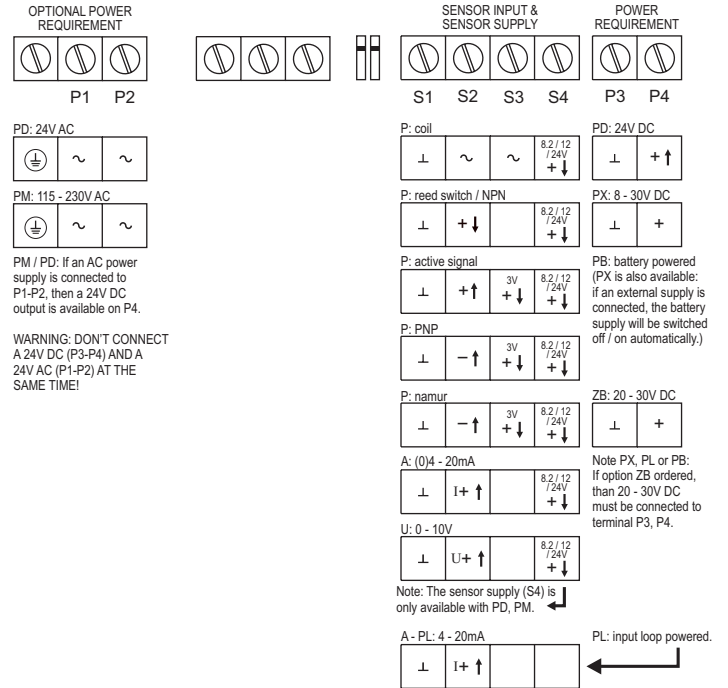 OPTIONAL POWER
REQUIREMENT
P1 P2
PD: 24V AC
~ ~
PM: 115 - 230V AC
~ ~
PM / PD: If an AC power
supply is connected to
P1-P2, then a 24V DC
output is available on P4.
WARNING: DON'T CONNECT
A 24V DC (P3-P4) AND A
24V AC (P1-P2) AT THE
SAME TIME!
SENSOR INPUT &
SENSOR SUPPLY
S1 S2 S3 S4
P: coil
⊥ ~ ~ 8.2 / 12
/ 24V
+ ↓
P: reed switch / NPN
⊥ + ↓ 8.2 / 12
/ 24V
+ ↓
P: active signal
⊥ + ↑ 3V
+ ↓ 8.2 / 12
/ 24V
+ ↓
P: PNP
⊥ – ↑ 3V
+ ↓ 8.2 / 12
/ 24V
+ ↓
P: namur
⊥ – ↑ 3V
+ ↓ 8.2 / 12
/ 24V
+ ↓
A: (0)4 - 20mA
⊥ I+ ↑ 8.2 / 12
/ 24V
+ ↓
U: 0 - 10V
⊥ U+ ↑ 8.2 / 12
/ 24V
+ ↓
Note: The sensor supply (S4) is
only available with PD, PM.
A - PL: 4 - 20mA
⊥ I+ ↑
POWER
REQUIREMENT
P3 P4
PD: 24V DC
⊥ + ↑
PX: 8 - 30V DC
⊥ +
PB: battery powered
(PX is also available:
if an external supply is
connected, the battery
supply will be switched
off / on automatically.)
ZB: 20 - 30V DC
⊥ +
Note PX, PL or PB:
If option ZB ordered,
than 20 - 30V DC
must be connected to
terminal P3, P4.
PL: input loop powered.